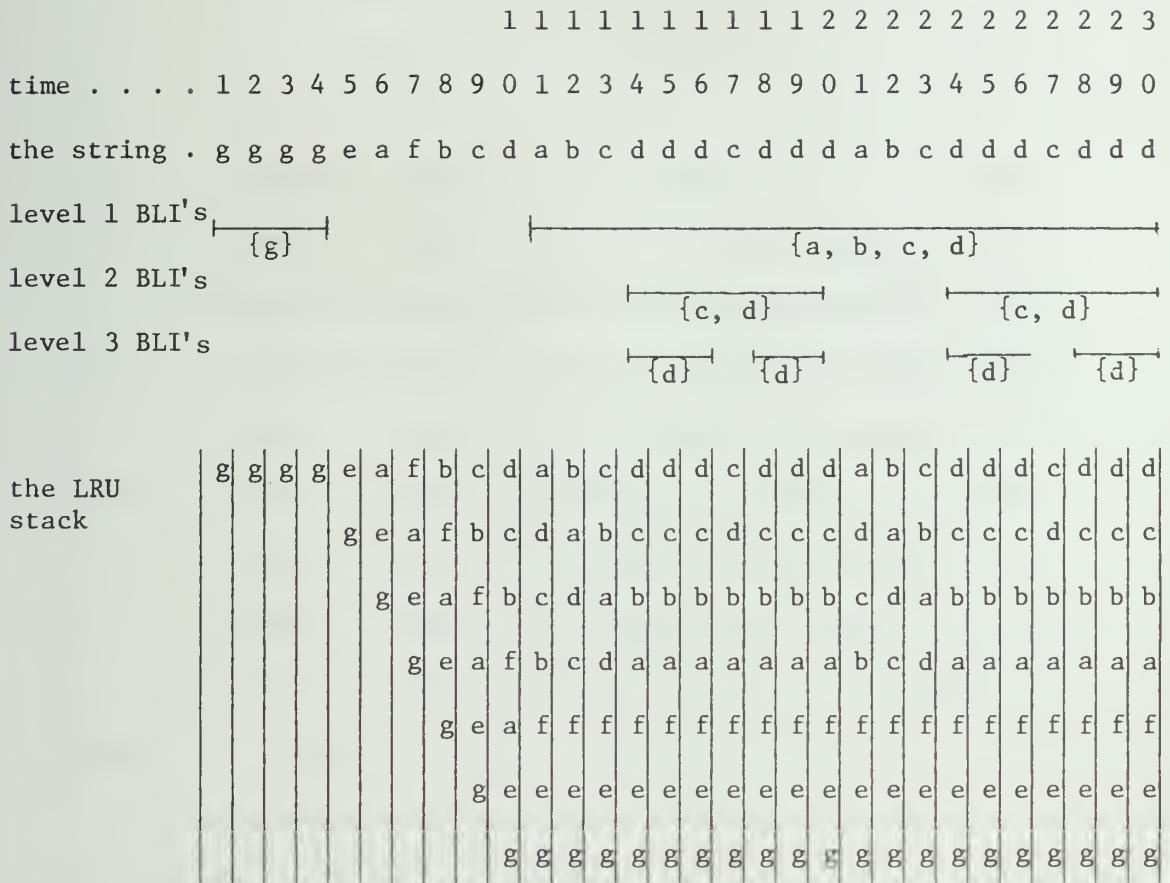 1 1 1 1 1 1 1 1 1 1 2 2 2 2 2 2 2 2 2 2 3
time . . . . 1 2 3 4 5 6 7 8 9 0 1 2 3 4 5 6 7 8 9 0 1 2 3 4 5 6 7 8 9 0
the string . g g g g e a f b c d a b c d d d c d d d a b c d d d c d d d
level 1 BLI's
{g} {a, b, c, d}
level 2 BLI's
{c, d} {c, d}
level 3 BLI's
{d} {d} {d} {d}
the LRU
stack
g g g g e a f b c d a b c d d d c d d d a b c d d d c d d d
g e a f b c d a b c c c d c c c d a b c c c d c c c
g e a f b c d a b b b b b b b c d a b b b b b b b
g e a f b c d a a a a a a a b c d a a a a a a a
g e a f f f f f f f f f f f f f f f f f f f f
g e e e e e e e e e e e e e e e e e e e e e
g g g g g g g g g g g g g g g g g g g g g